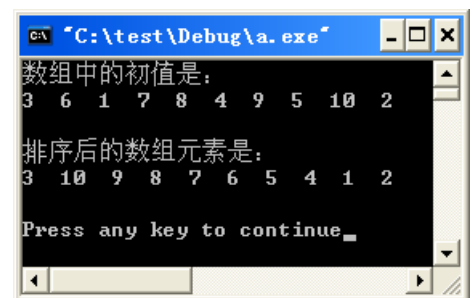 "C:\test\Debug\a.exe"
数组中的初值是：
3 6 1 7 8 4 9 5 10 2
排序后的数组元素是：
3 10 9 8 7 6 5 4 1 2
Press any key to continue_